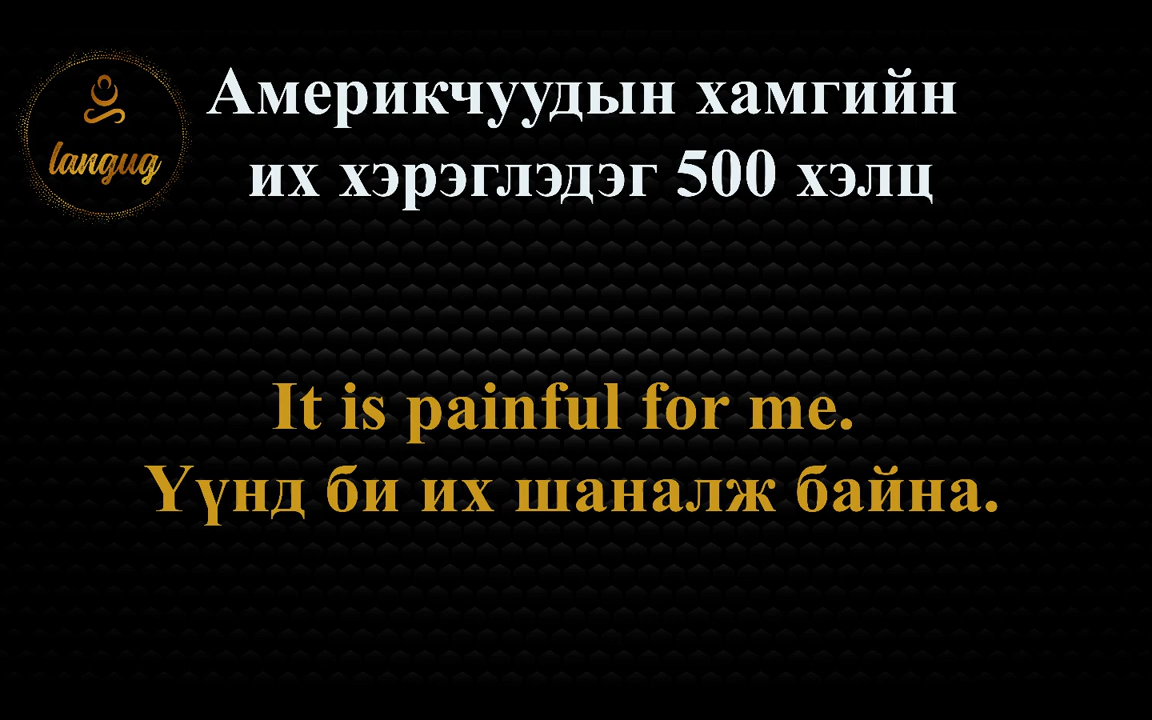 langug
Америкчуудын хамгийн
их хэрэглэдэг 500 хэлц
It is painful for me.
Үүнд би их шаналж байна.